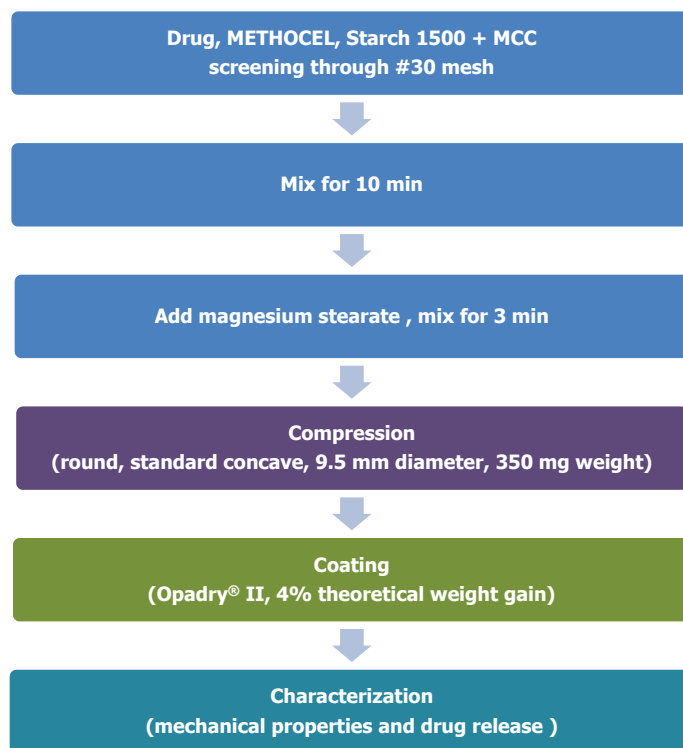 Drug, METHOCEL, Starch 1500 + MCC
screening through #30 mesh
Mix for 10 min
Add magnesium stearate , mix for 3 min
Compression
(round, standard concave, 9.5 mm diameter, 350 mg weight)
Coating
(Opadry® II, 4% theoretical weight gain)
Characterization
(mechanical properties and drug release )